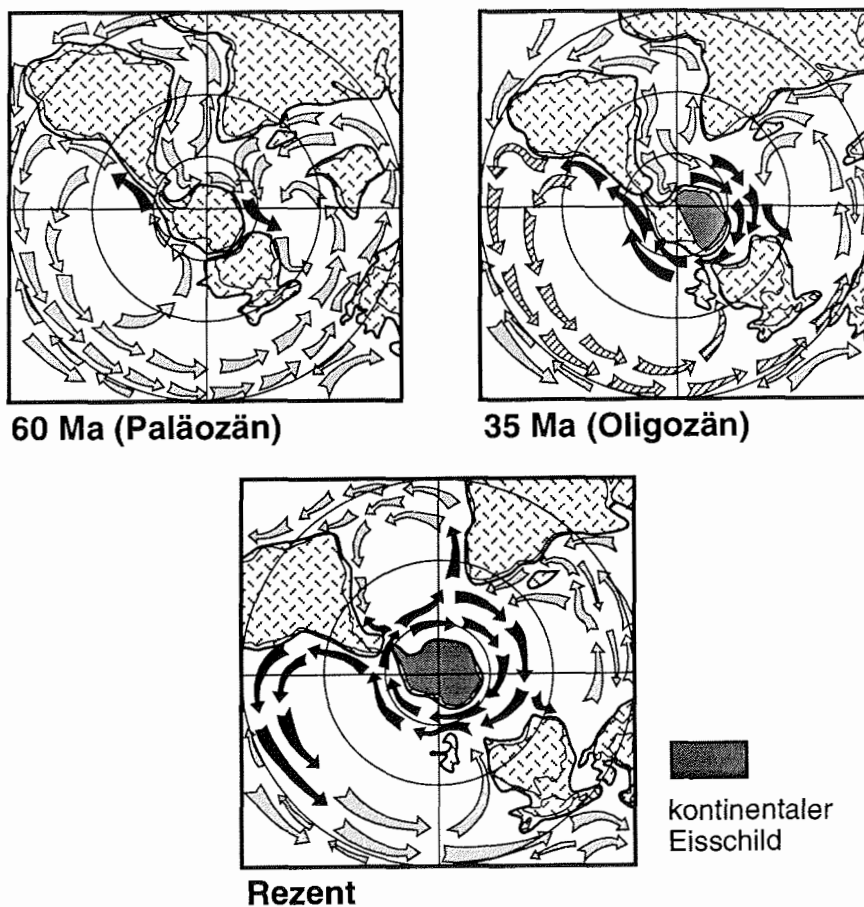 60 Ma (Paläozän)
35 Ma (Oligozän)
kontinentaler
Eisschild
Rezent